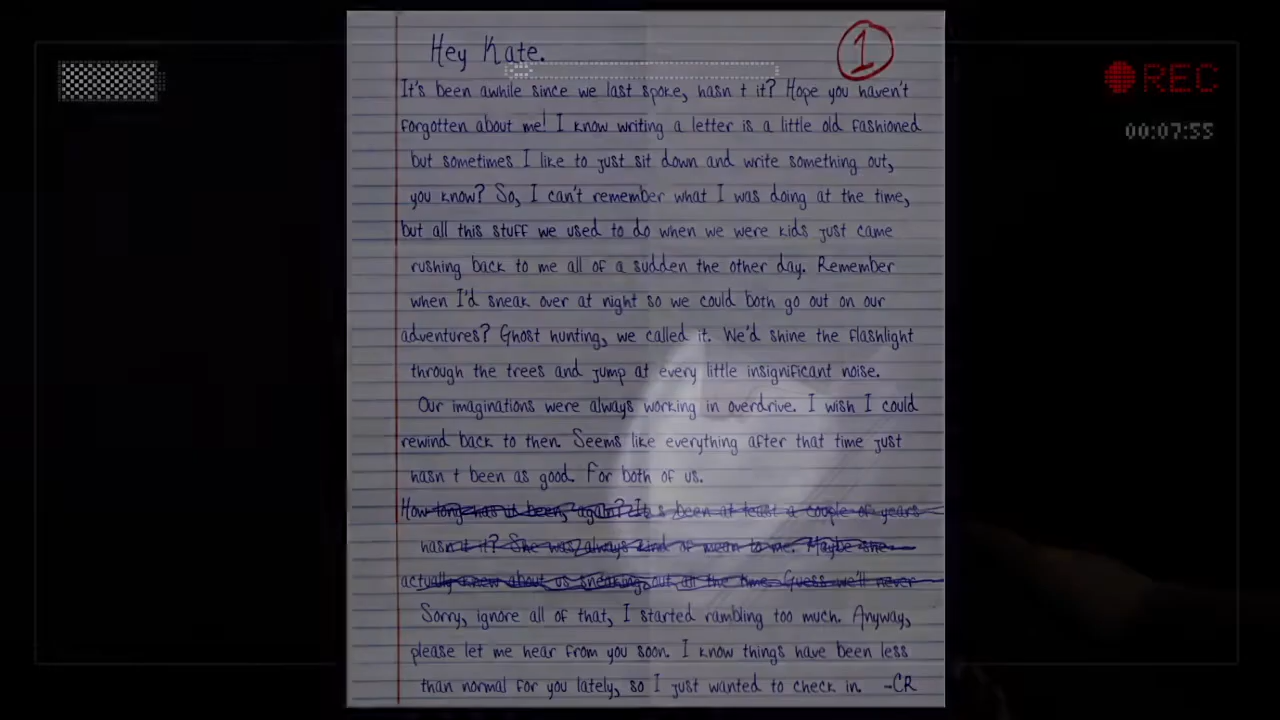 Hey Kate.
1
REC
00:07:55
It's been awhile since we last spoke, hasn t it? Hope you haven't
forgotten about me! I know writing a letter is a little old fashioned
but sometimes I like to just sit down and write something out,
you know? So, I can't remember what I was doing at the time,
but all this stuff we used to do when we were kids just came
rushing back to me all of a sudden the other day. Remember
when I'd sneak over at night so we could both go out on our
adventures? Ghost hunting, we called it. We'd shine the flashlight
through the trees and jump at every little insignificant noise.
Our imaginations were always working in overdrive. I wish I could
rewind back to then. Seems like everything after that time just
hasn t been as good. For both of us.
How long has it been, again? It s been at least a couple of years
hasn t it? She was always kind of mean to me. Maybe she
actually knew about us sneaking out all the time. Guess we'll never
Sorry, ignore all of that, I started rambling too much. Anyway,
please let me hear from you soon. I know things have been less
than normal for you lately, so I just wanted to check in. -CR